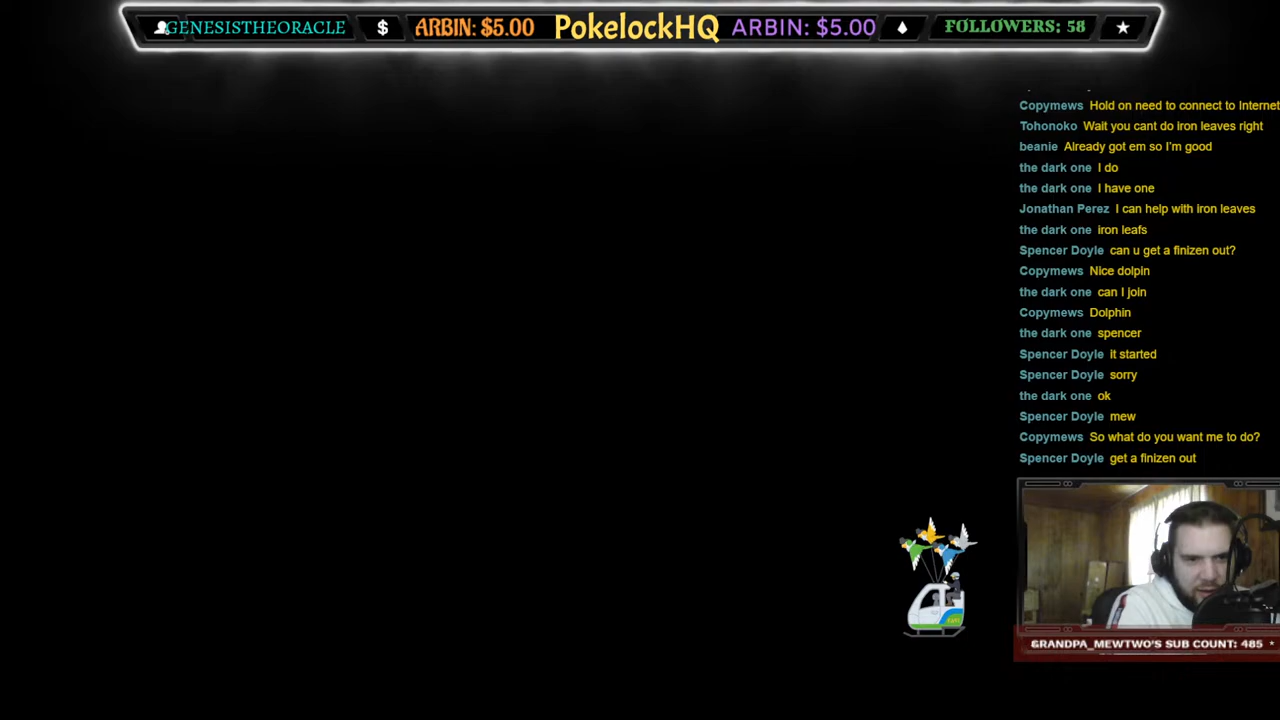 GENESISTHEORACLE $ ARBIN: $5.00 PokelockHQ ARBIN: $5.00 FOLLOWERS: 58
Copymews Hold on need to connect to Internet
Tohonoko Wait you cant do iron leaves right
beanie Already got em so I'm good
the dark one I do
the dark one I have one
Jonathan Perez I can help with iron leaves
the dark one iron leafs
Spencer Doyle can u get a finizen out?
Copymews Nice dolpin
the dark one can I join
Copymews Dolphin
the dark one spencer
Spencer Doyle it started
Spencer Doyle sorry
the dark one ok
Spencer Doyle mew
Copymews So what do you want me to do?
Spencer Doyle get a finizen out
TAXI
GRANDPA_MEWTWO'S SUB COUNT: 485 *